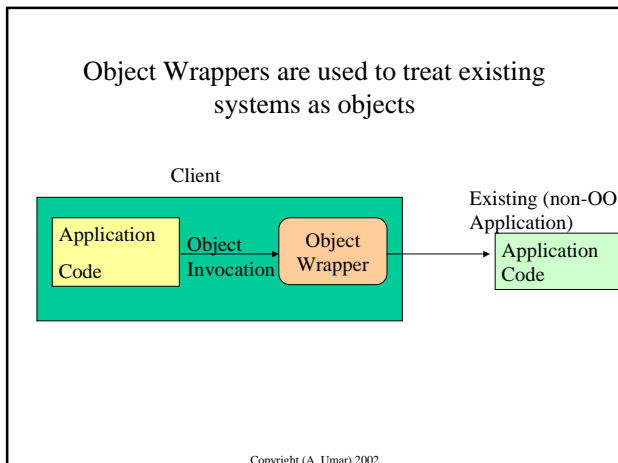 Object Wrappers are used to treat existing
systems as objects
Client
Existing (non-OO
Application)
Application
Code
Object
Invocation
Object
Wrapper
Application
Code
Copyright (A. Umar) 2002